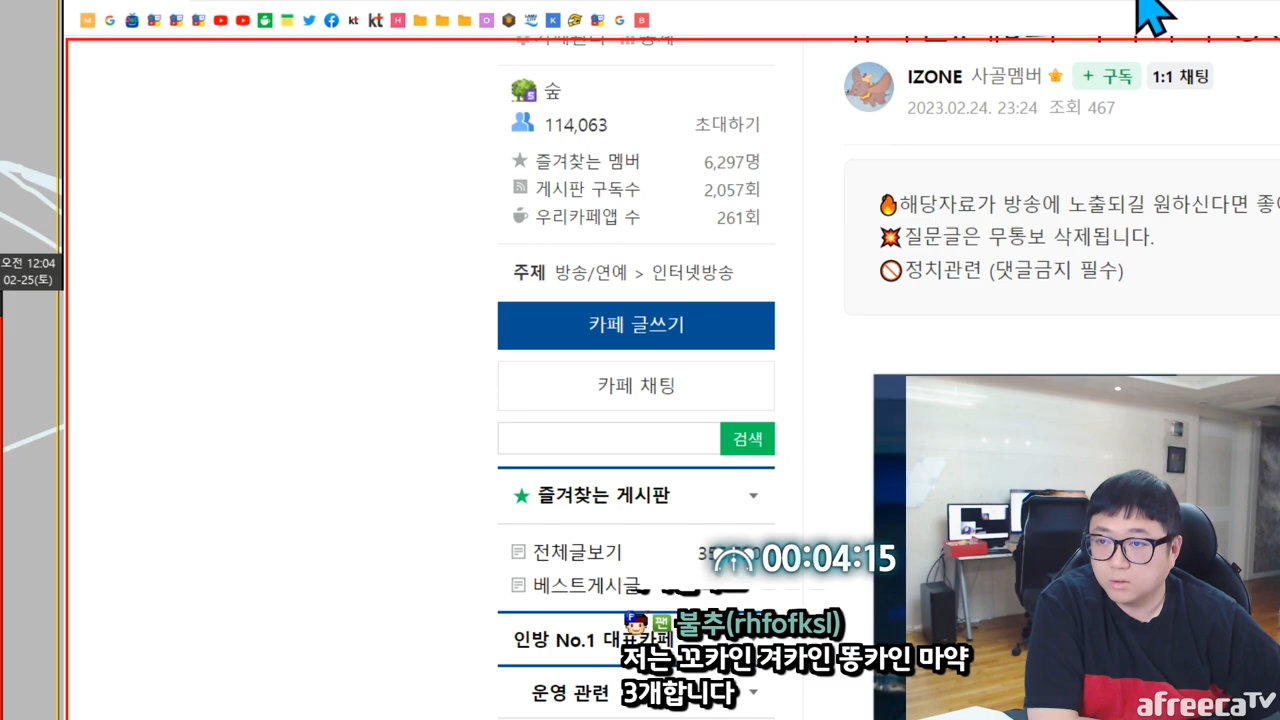 오전 12:04
02-25(토)
숲
114,063 초대하기
즐겨찾는 멤버 6,297명
게시판 구독수 2,057회
우리카페앱 수 261회
주제 방송/연예 > 인터넷방송
카페 글쓰기
카페 채팅
검색
즐겨찾는 게시판
전체글보기
베스트게시글
인방 No.1 대표카페
운영 관련
IZONE 사골멤버 + 구독 1:1 채팅
2023.02.24. 23:24 조회 467
해당자료가 방송에 노출되길 원하신다면
질문글은 무통보 삭제됩니다.
정치관련 (댓글금지 필수)
00:04:15
F 팬 불추(rhfofksl)
저는 꼬카인 겨카인 똥카인 마약
3개합니다
afreecaTV